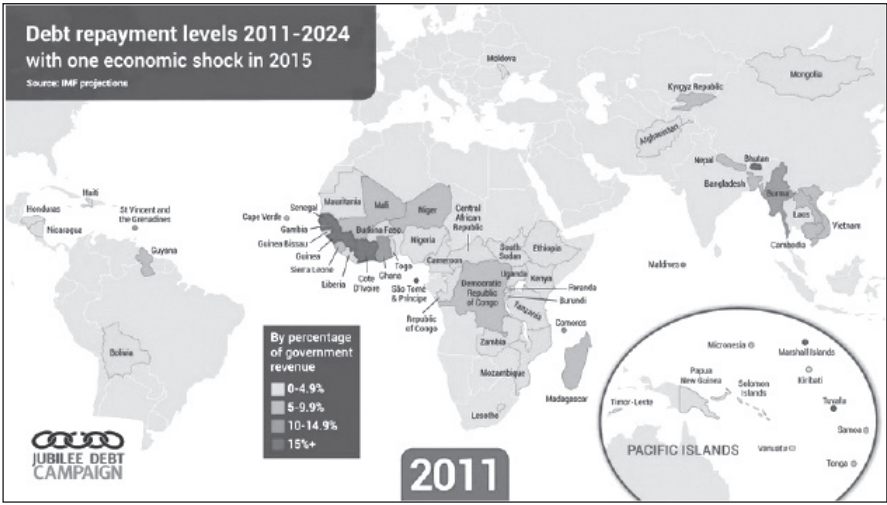 Debt repayment levels 2011-2024
with one economic shock in 2015
Source: IMF projections
Moldova
Mongolia
Kyrgyz Republic
Afghanistan
Nepal
Bhutan
Bangladesh
Burma
Laos
Vietnam
Cambodia
Maldives
Haiti
Honduras
Nicaragua
St Vincent and
the Grenadines
Guyana
Bolivia
Cape Verde
Senegal
Gambia
Guinea Bissau
Guinea
Sierra Leone
Liberia
Cote
D'Ivoire
Ghana
Togo
São Tomé
& Príncipe
Mauritania
Mali
Niger
Burkina Faso
Nigeria
Central
African
Republic
Cameroon
South
Sudan
Ethiopia
Uganda
Kenya
Democratic
Republic
of Congo
Rwanda
Burundi
Tanzania
Republic
of Congo
Comoros
Zambia
Mozambique
Madagascar
Lesotho
By percentage
of government
revenue
0-4.9%
5-9.9%
10-14.9%
15%+
JUBILEE DEBT
CAMPAIGN
2011
Micronesia
Marshall Islands
Kiribati
Papua
New Guinea
Solomon
Islands
Timor-Leste
Tuvalu
Samoa
PACIFIC ISLANDS
Vanuatu
Tonga